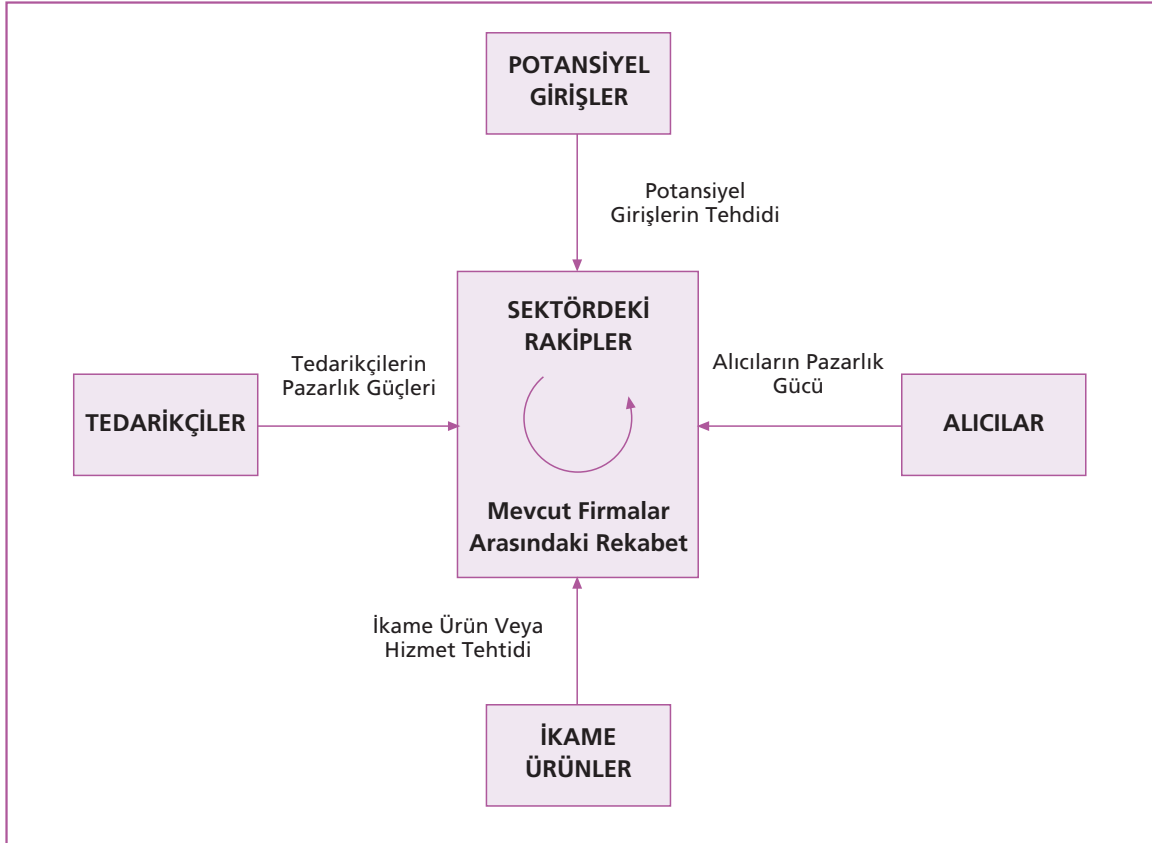 POTANSİYEL
GİRİŞLER
Potansiyel
Girişlerin Tehdidi
SEKTÖRDEKİ
RAKİPLER
Tedarikçilerin
Pazarlık Güçleri
Alıcıların Pazarlık
Gücü
TEDARİKÇİLER
ALICILAR
Mevcut Firmalar
Arasındaki Rekabet
İkame Ürün Veya
Hizmet Tehtidi
İKAME
ÜRÜNLER